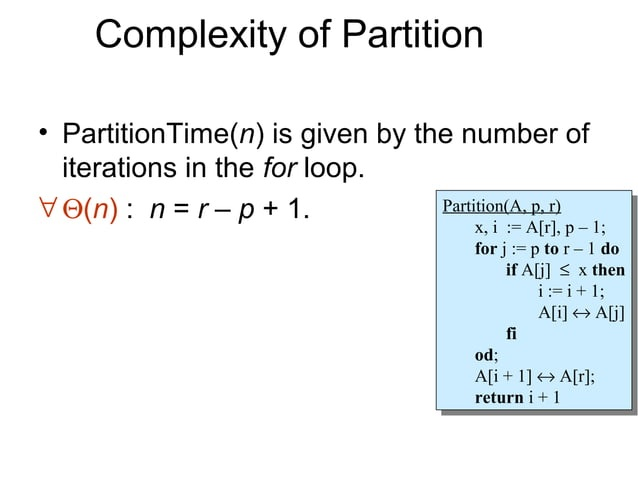 Complexity of Partition
• PartitionTime(n) is given by the number of
iterations in the for loop.
∀ Θ(n) : n = r – p + 1.
Partition(A, p, r)
x, i := A[r], p – 1;
for j := p to r – 1 do
if A[j] ≤ x then
i := i + 1;
A[i] ↔ A[j]
fi
od;
A[i + 1] ↔ A[r];
return i + 1